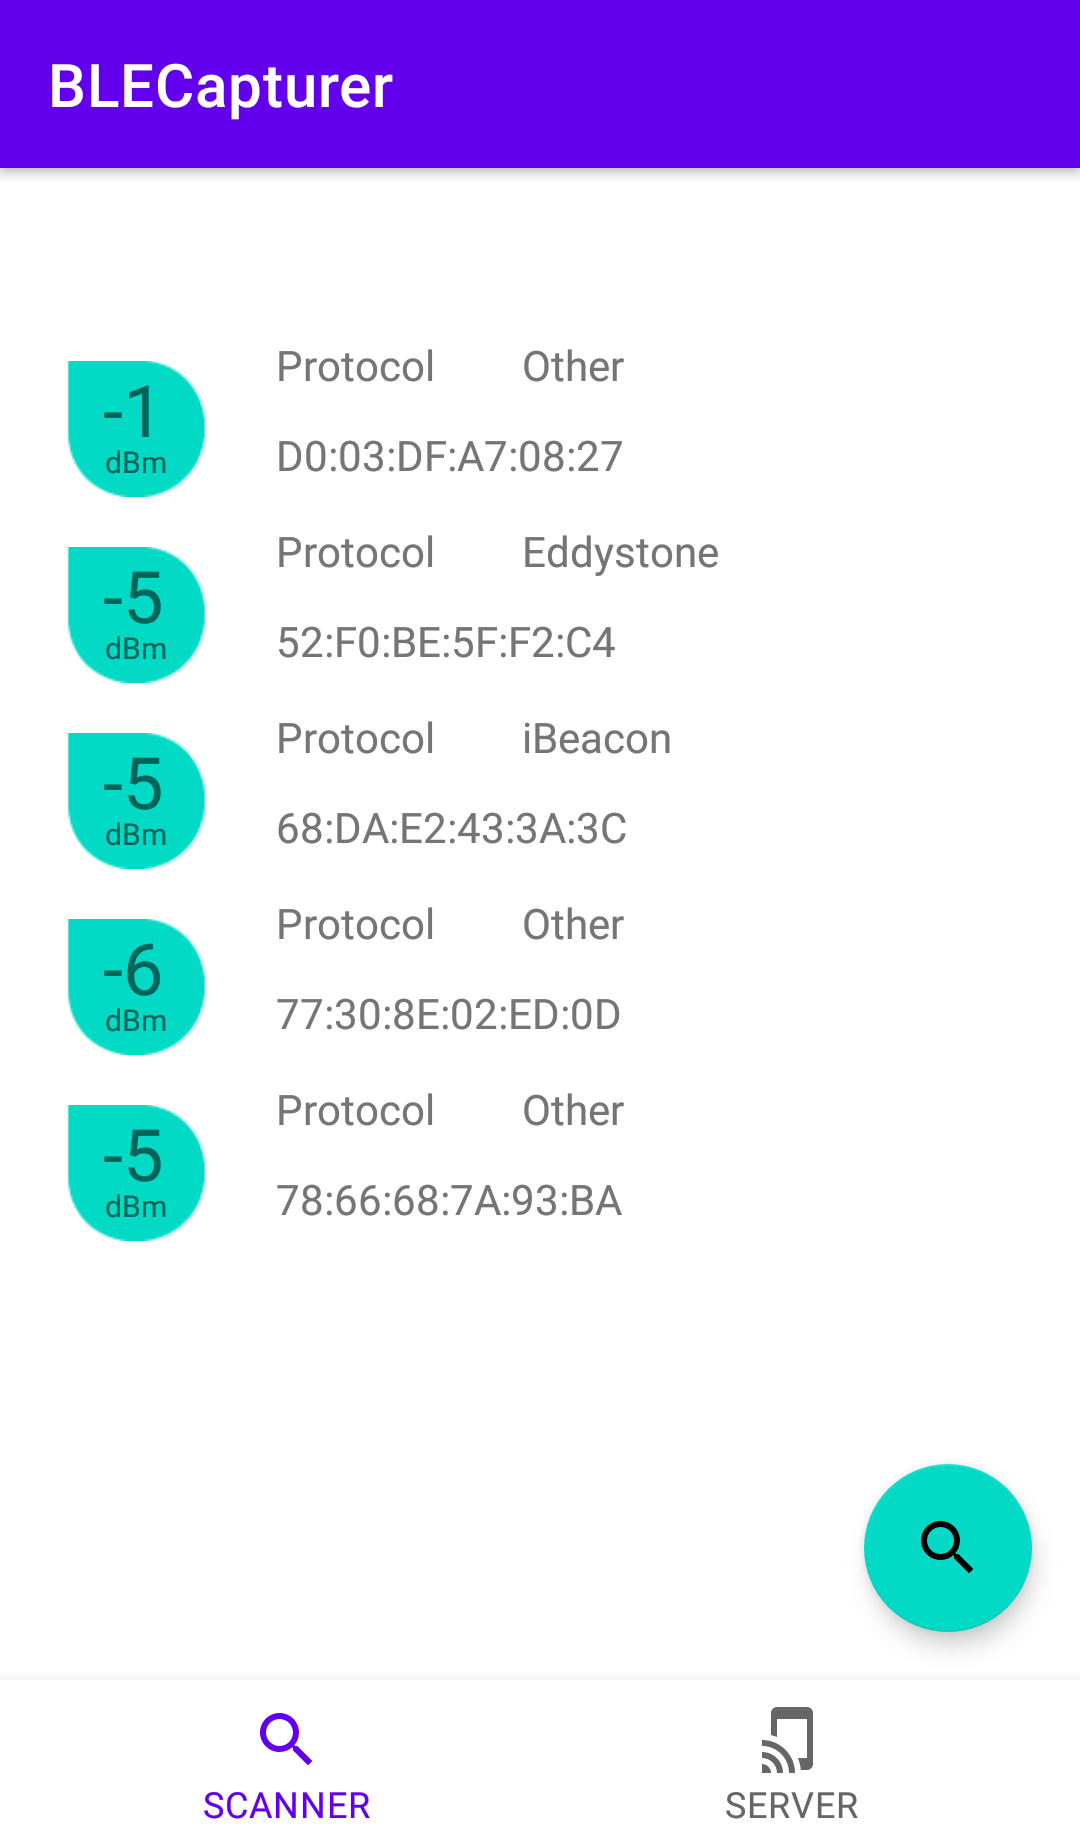 BLECapturer
-1
dBm
Protocol Other
D0:03:DF:A7:08:27
-5
dBm
Protocol Eddystone
52:F0:BE:5F:F2:C4
-5
dBm
Protocol iBeacon
68:DA:E2:43:3A:3C
-6
dBm
Protocol Other
77:30:8E:02:ED:0D
-5
dBm
Protocol Other
78:66:68:7A:93:BA
SCANNER SERVER